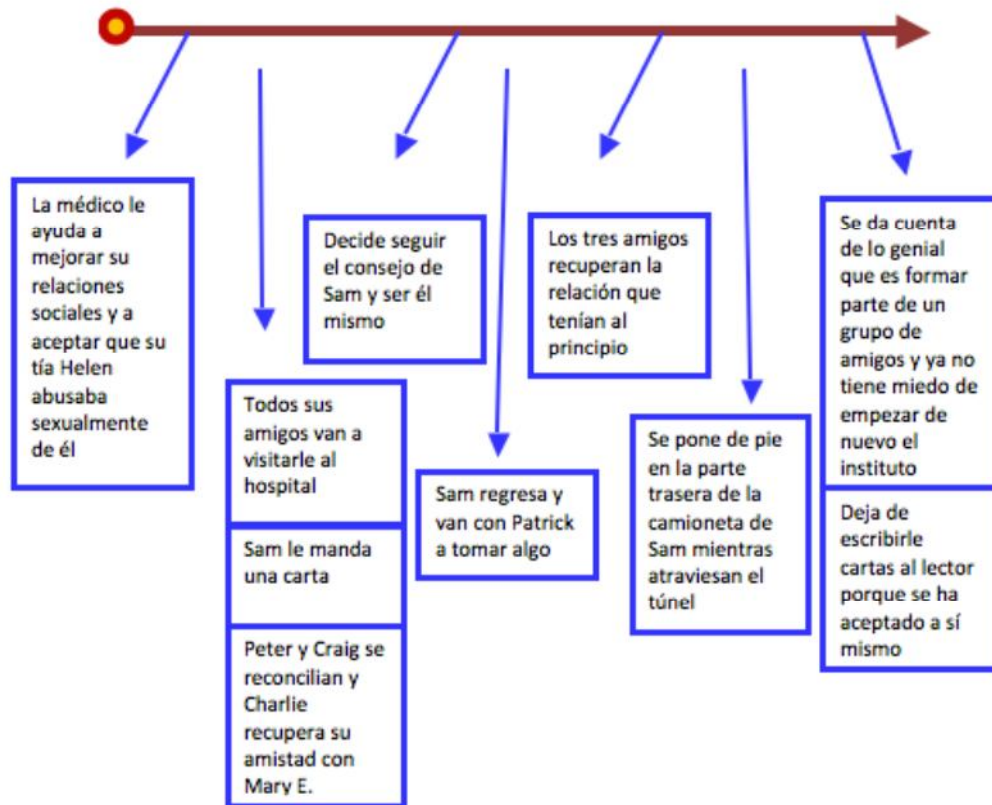 La médico le
ayuda a
mejorar su
relaciones
sociales y a
aceptar que su
tía Helen
abusaba
sexualmente
de él
Todos sus
amigos van a
visitarle al
hospital
Sam le manda
una carta
Peter y Craig se
reconcilian y
Charlie
recupera su
amistad con
Mary E.
Decide seguir
el consejo de
Sam y ser él
mismo
Sam regresa y
van con Patrick
a tomar algo
Los tres amigos
recuperan la
relación que
tenían al
principio
Se pone de pie
en la parte
trasera de la
camioneta de
Sam mientras
atraviesan el
túnel
Se da cuenta
de lo genial
que es formar
parte de un
grupo de
amigos y ya no
tiene miedo de
empezar de
nuevo el
instituto
Deja de
escribirle
cartas al lector
porque se ha
aceptado a sí
mismo